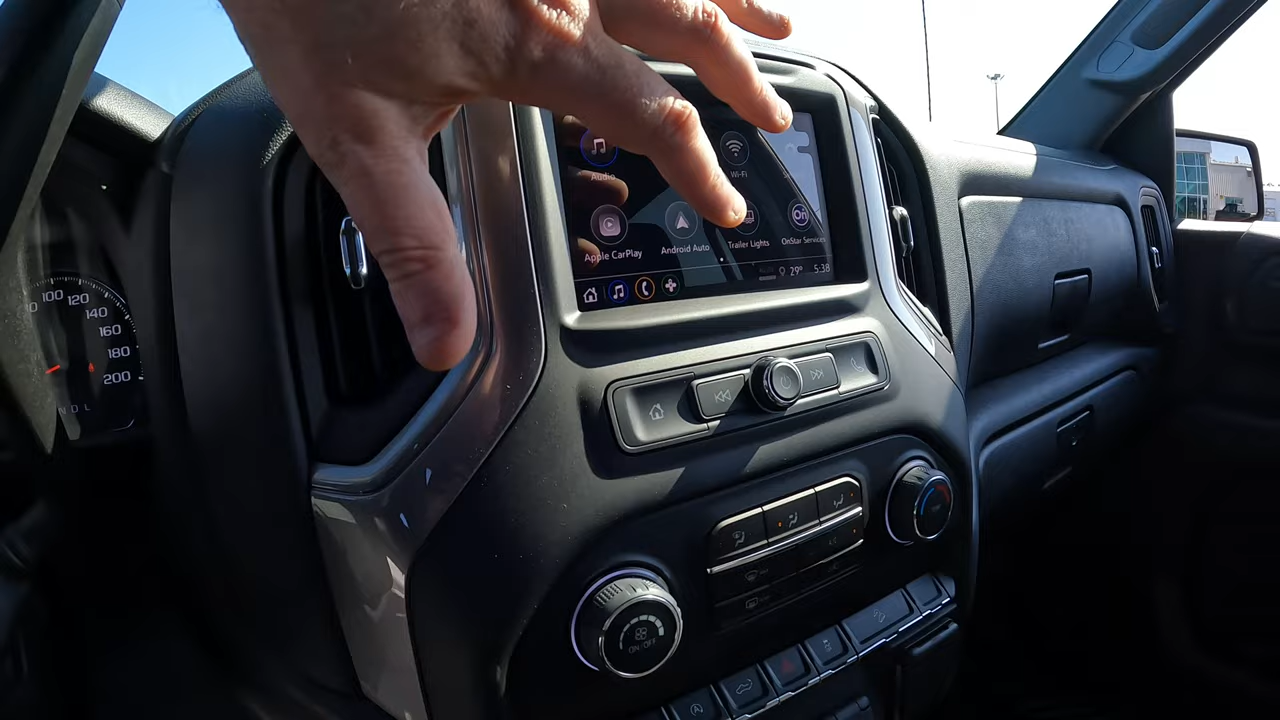 Audio
Wi-Fi
Apple CarPlay
Android Auto
Trailer Lights
On
OnStar Services
29°
5:38
100
120
140
160
180
200
ON/OFF